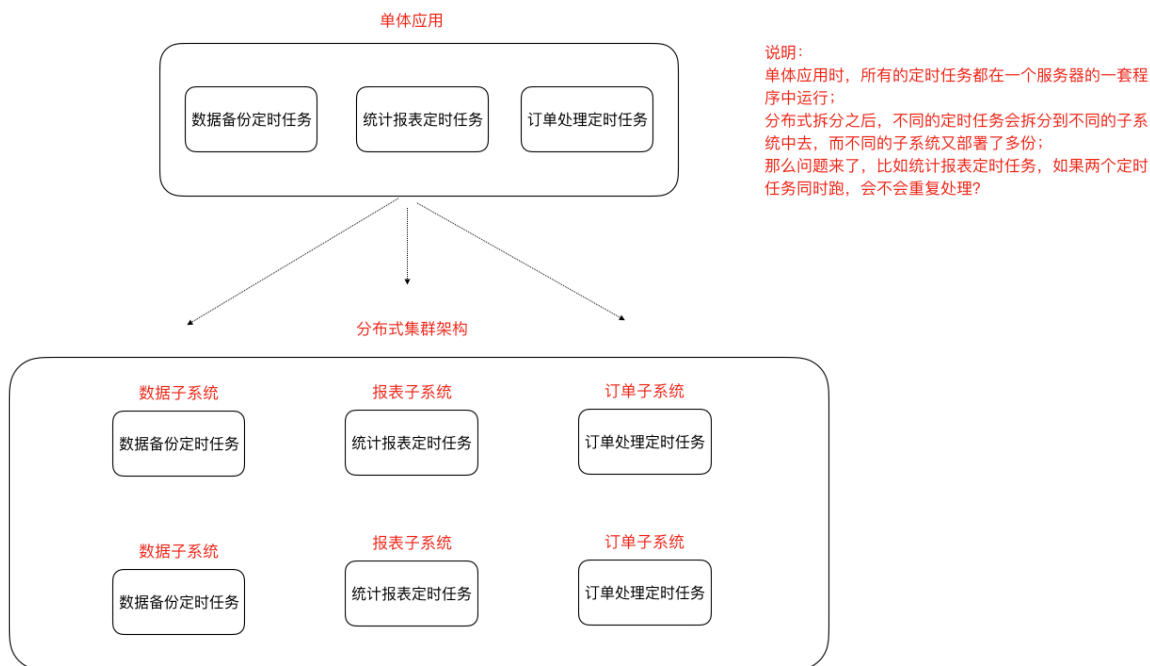 单体应用
数据备份定时任务
统计报表定时任务
订单处理定时任务
说明：
单体应用时，所有的定时任务都在一个服务器的一套程
序中运行；
分布式拆分之后，不同的定时任务会拆分到不同的子系
统中去，而不同的子系统又部署了多份；
那么问题来了，比如统计报表定时任务，如果两个定时
任务同时跑，会不会重复处理？
分布式集群架构
数据子系统
报表子系统
订单子系统
数据备份定时任务
统计报表定时任务
订单处理定时任务
数据子系统
报表子系统
订单子系统
数据备份定时任务
统计报表定时任务
订单处理定时任务